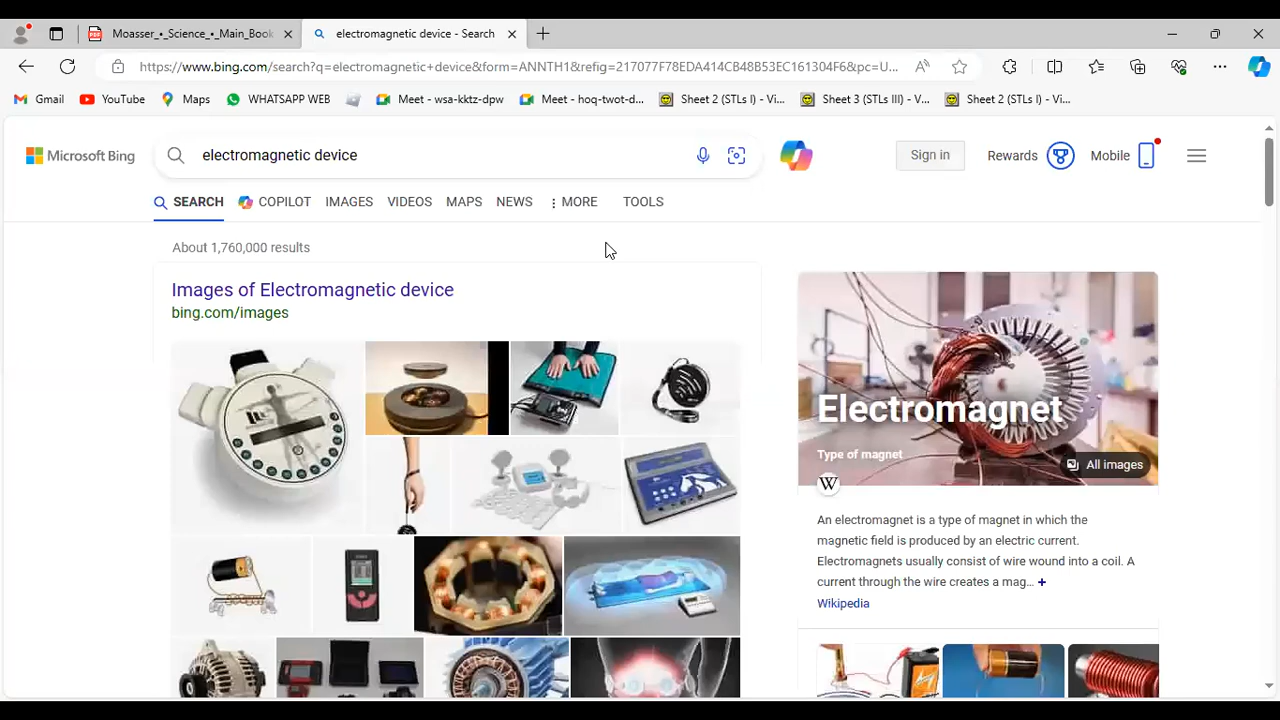 Moasser_•_Science_•_Main_Book
electromagnetic device - Search
https://www.bing.com/search?q=electromagnetic+device&form=ANNTH1&refig=217077F78EDA414CB48B53EC161304F6&pc=U...
Gmail
YouTube
Maps
WHATSAPP WEB
Meet - wsa-kktz-dpw
Meet - hoq-twot-d...
Sheet 2 (STLs I) - Vi...
Sheet 3 (STLs III) - V...
Sheet 2 (STLs I) - Vi...
Microsoft Bing
electromagnetic device
Sign in
Rewards
Mobile
SEARCH
COPILOT
IMAGES
VIDEOS
MAPS
NEWS
MORE
TOOLS
About 1,760,000 results
Images of Electromagnetic device
bing.com/images
Electromagnet
Type of magnet
All images
W
An electromagnet is a type of magnet in which the
magnetic field is produced by an electric current.
Electromagnets usually consist of wire wound into a coil. A
current through the wire creates a mag... +
Wikipedia